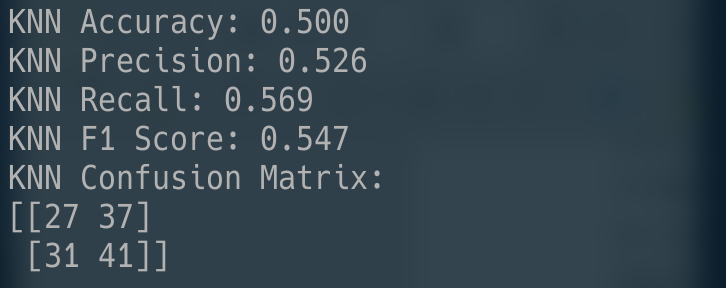 KNN Accuracy: 0.500
KNN Precision: 0.526
KNN Recall: 0.569
KNN F1 Score: 0.547
KNN Confusion Matrix:
[[27 37]
 [31 41]]